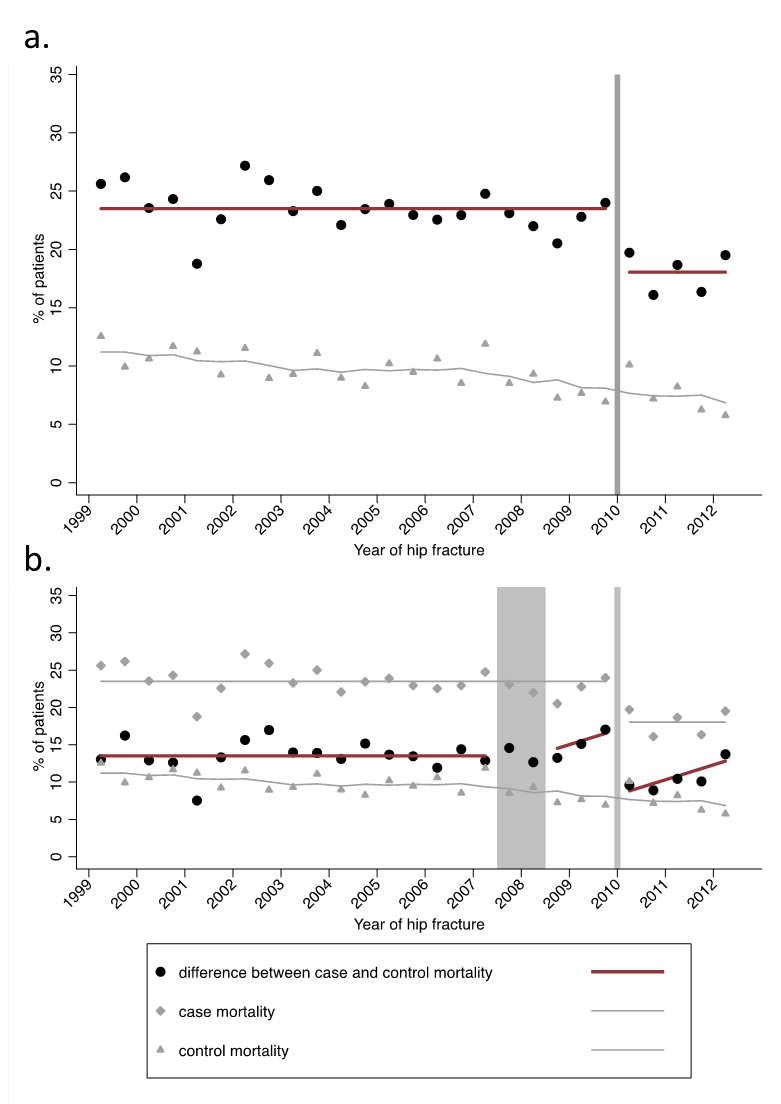 a.
35
30
25
20
15
10
5
0
% of patients
1999 2000 2001 2002 2003 2004 2005 2006 2007 2008 2009 2010 2011 2012
Year of hip fracture
b.
35
30
25
20
15
10
5
0
% of patients
1999 2000 2001 2002 2003 2004 2005 2006 2007 2008 2009 2010 2011 2012
Year of hip fracture
difference between case and control mortality
case mortality
control mortality